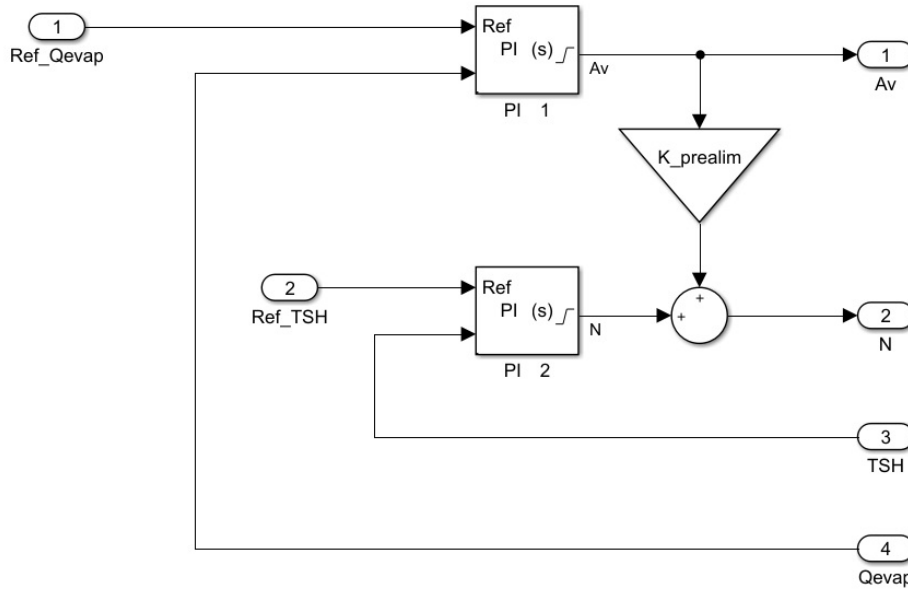 1
Ref_Qevap
Ref
PI (s)
Av
PI 1
1
Av
K_prealim
+
+
2
Ref_TSH
Ref
PI (s)
N
PI 2
2
N
3
TSH
4
Qevap